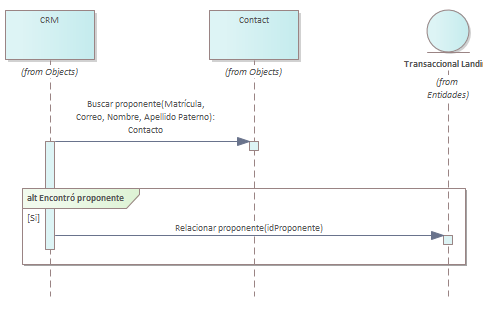 CRM
Contact
(from Objects)
(from Objects)
Transaccional Landi
(from
Entidades)
Buscar proponente(Matrícula,
Correo, Nombre, Apellido Paterno):
Contacto
alt Encontró proponente
[Si]
Relacionar proponente(idProponente)